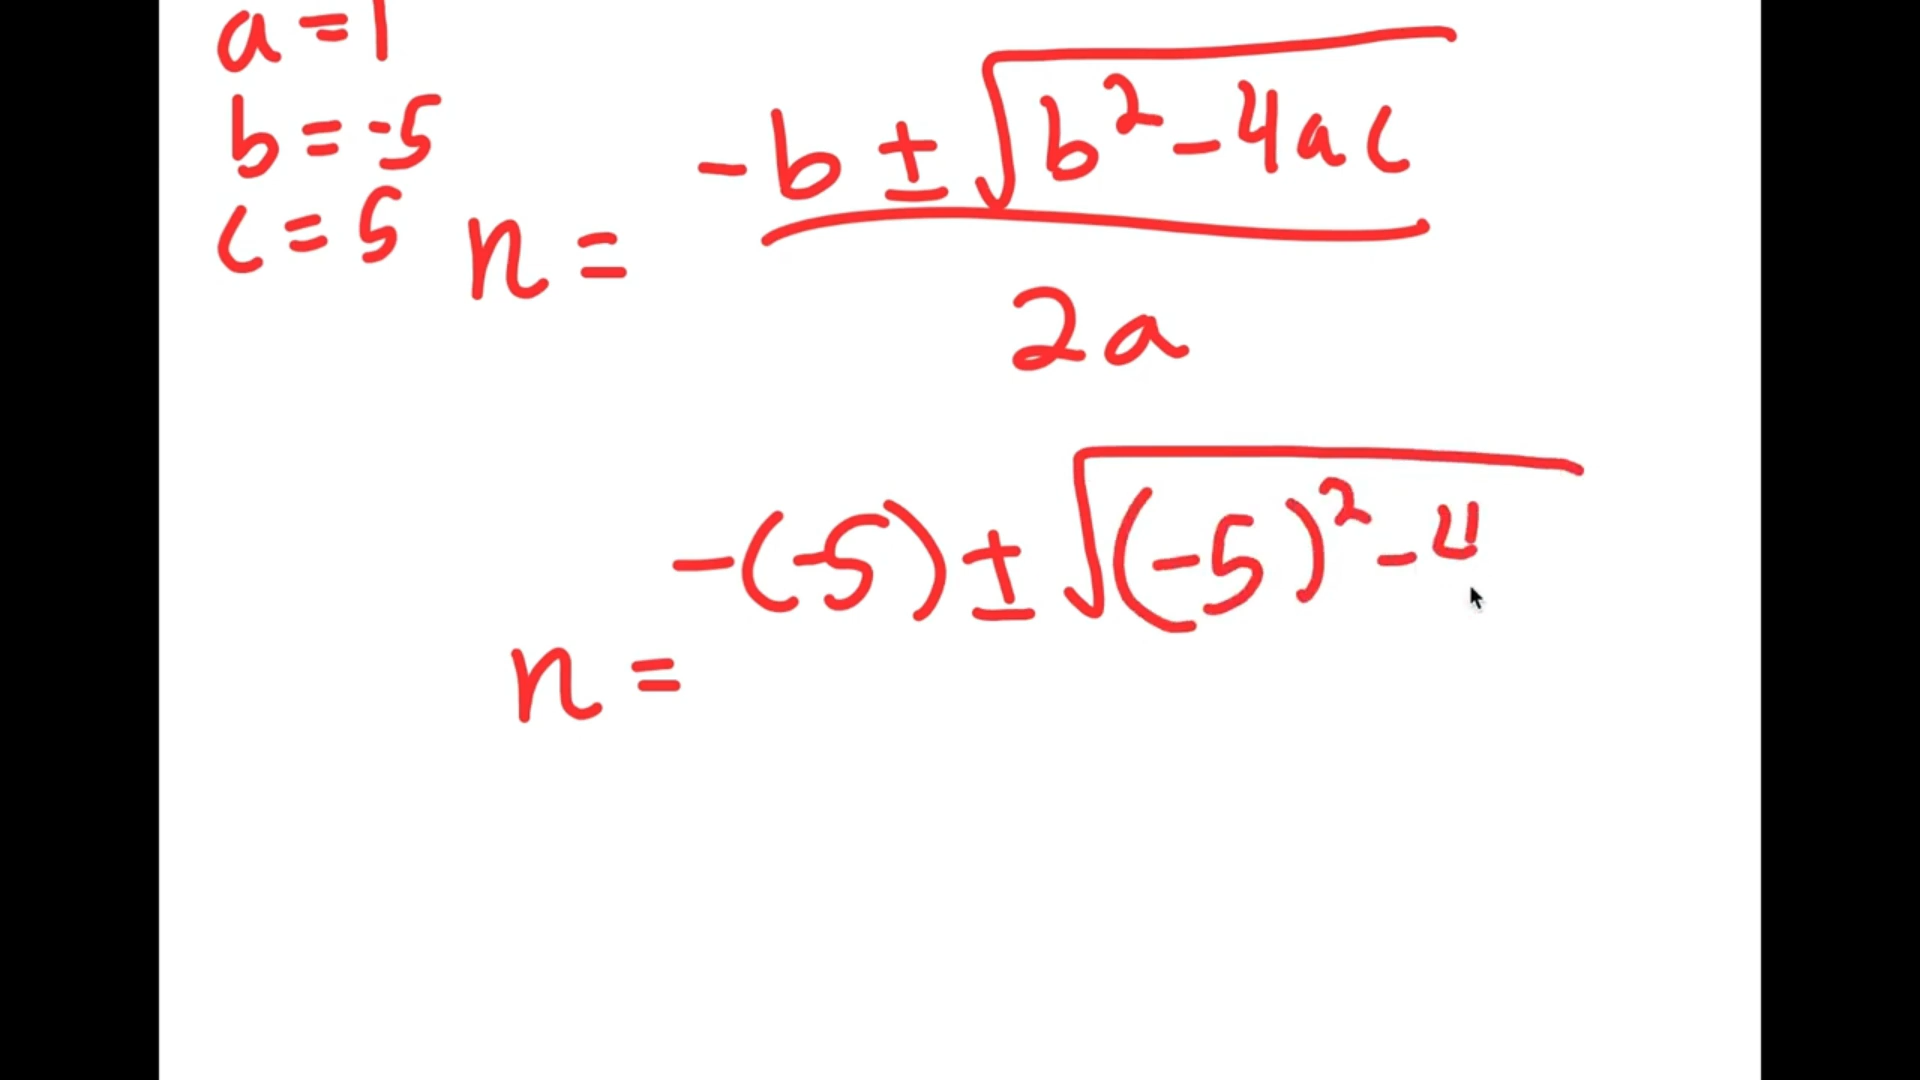 a = 1
b = -5
c = 5
n = -b ± √b² - 4ac
2a
-(-5) ± √(-5)² - 4
n =